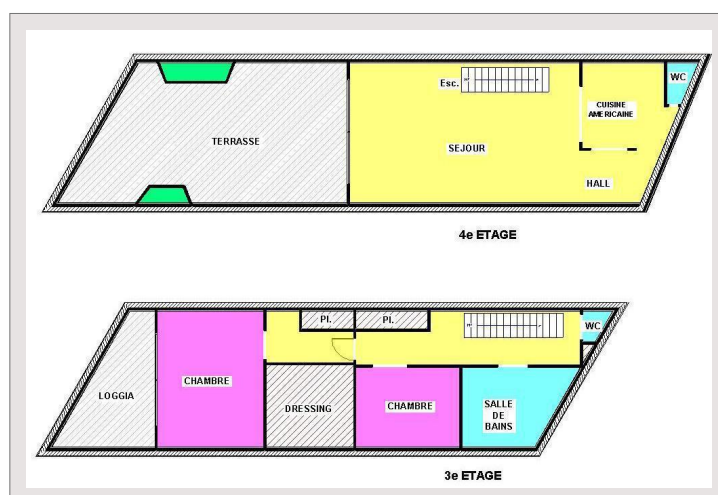 WC
Esc.
CUISINE
AMERICAINE
TERRASSE
SEJOUR
HALL
4e ETAGE
Pl.
Pl.
WC
CHAMBRE
LOGGIA
DRESSING
CHAMBRE
SALLE
DE
BAINS
3e ETAGE